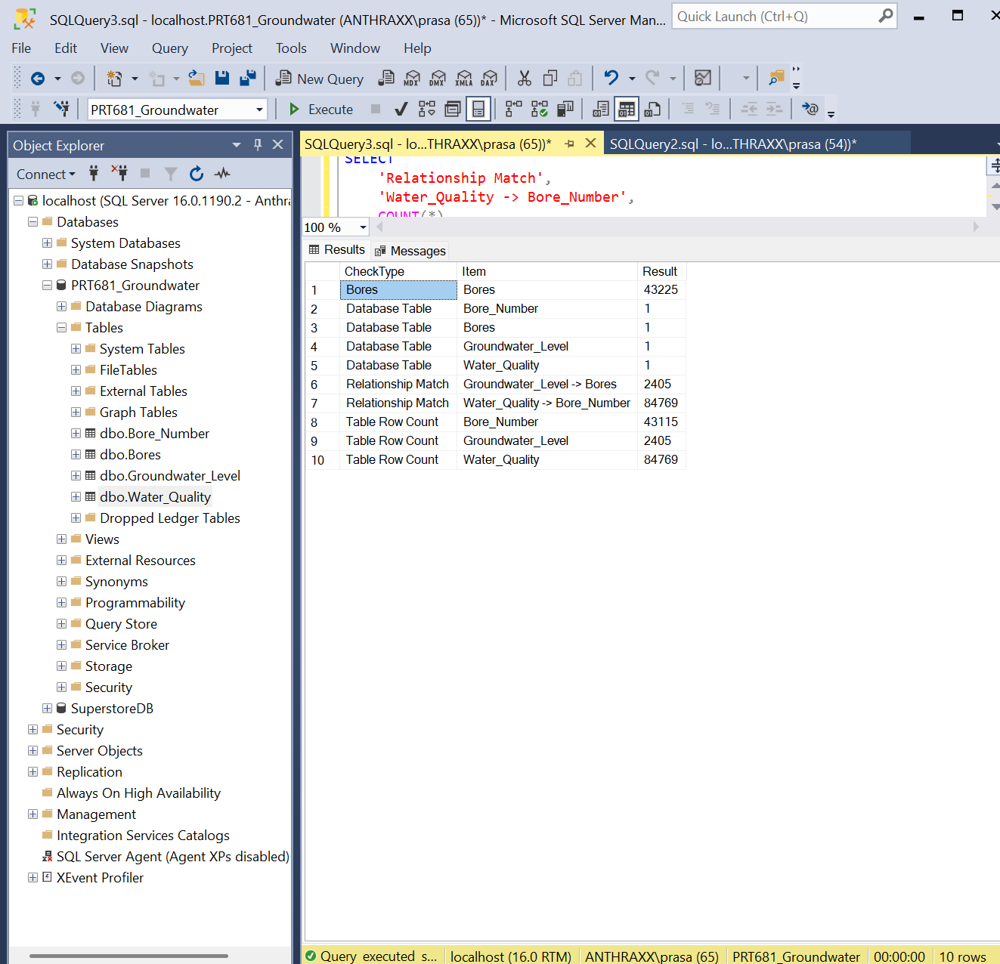 SQLQuery3.sql - localhost.PRT681_Groundwater (ANTHRAXX\prasa (65))* - Microsoft SQL Server Man...
Quick Launch (Ctrl+Q)
File Edit View Query Project Tools Window Help
New Query MDX DMX XMLA DAX
PRT681_Groundwater Execute
Object Explorer
SQLQuery3.sql - lo...THRAXX\prasa (65))* SQLQuery2.sql - lo...THRAXX\prasa (54))*
Connect
SELECT
'Relationship Match',
'Water_Quality -> Bore_Number',
COUNT(*)
100 %
Results Messages
CheckType Item Result
1 Bores Bores 43225
2 Database Table Bore_Number 1
3 Database Table Bores 1
4 Database Table Groundwater_Level 1
5 Database Table Water_Quality 1
6 Relationship Match Groundwater_Level -> Bores 2405
7 Relationship Match Water_Quality -> Bore_Number 84769
8 Table Row Count Bore_Number 43115
9 Table Row Count Groundwater_Level 2405
10 Table Row Count Water_Quality 84769
localhost (SQL Server 16.0.1190.2 - Anthra
Databases
System Databases
Database Snapshots
PRT681_Groundwater
Database Diagrams
Tables
System Tables
FileTables
External Tables
Graph Tables
dbo.Bore_Number
dbo.Bores
dbo.Groundwater_Level
dbo.Water_Quality
Dropped Ledger Tables
Views
External Resources
Synonyms
Programmability
Query Store
Service Broker
Storage
Security
SuperstoreDB
Security
Server Objects
Replication
Always On High Availability
Management
Integration Services Catalogs
SQL Server Agent (Agent XPs disabled)
XEvent Profiler
Query executed s... localhost (16.0 RTM) ANTHRAXX\prasa (65) PRT681_Groundwater 00:00:00 10 rows